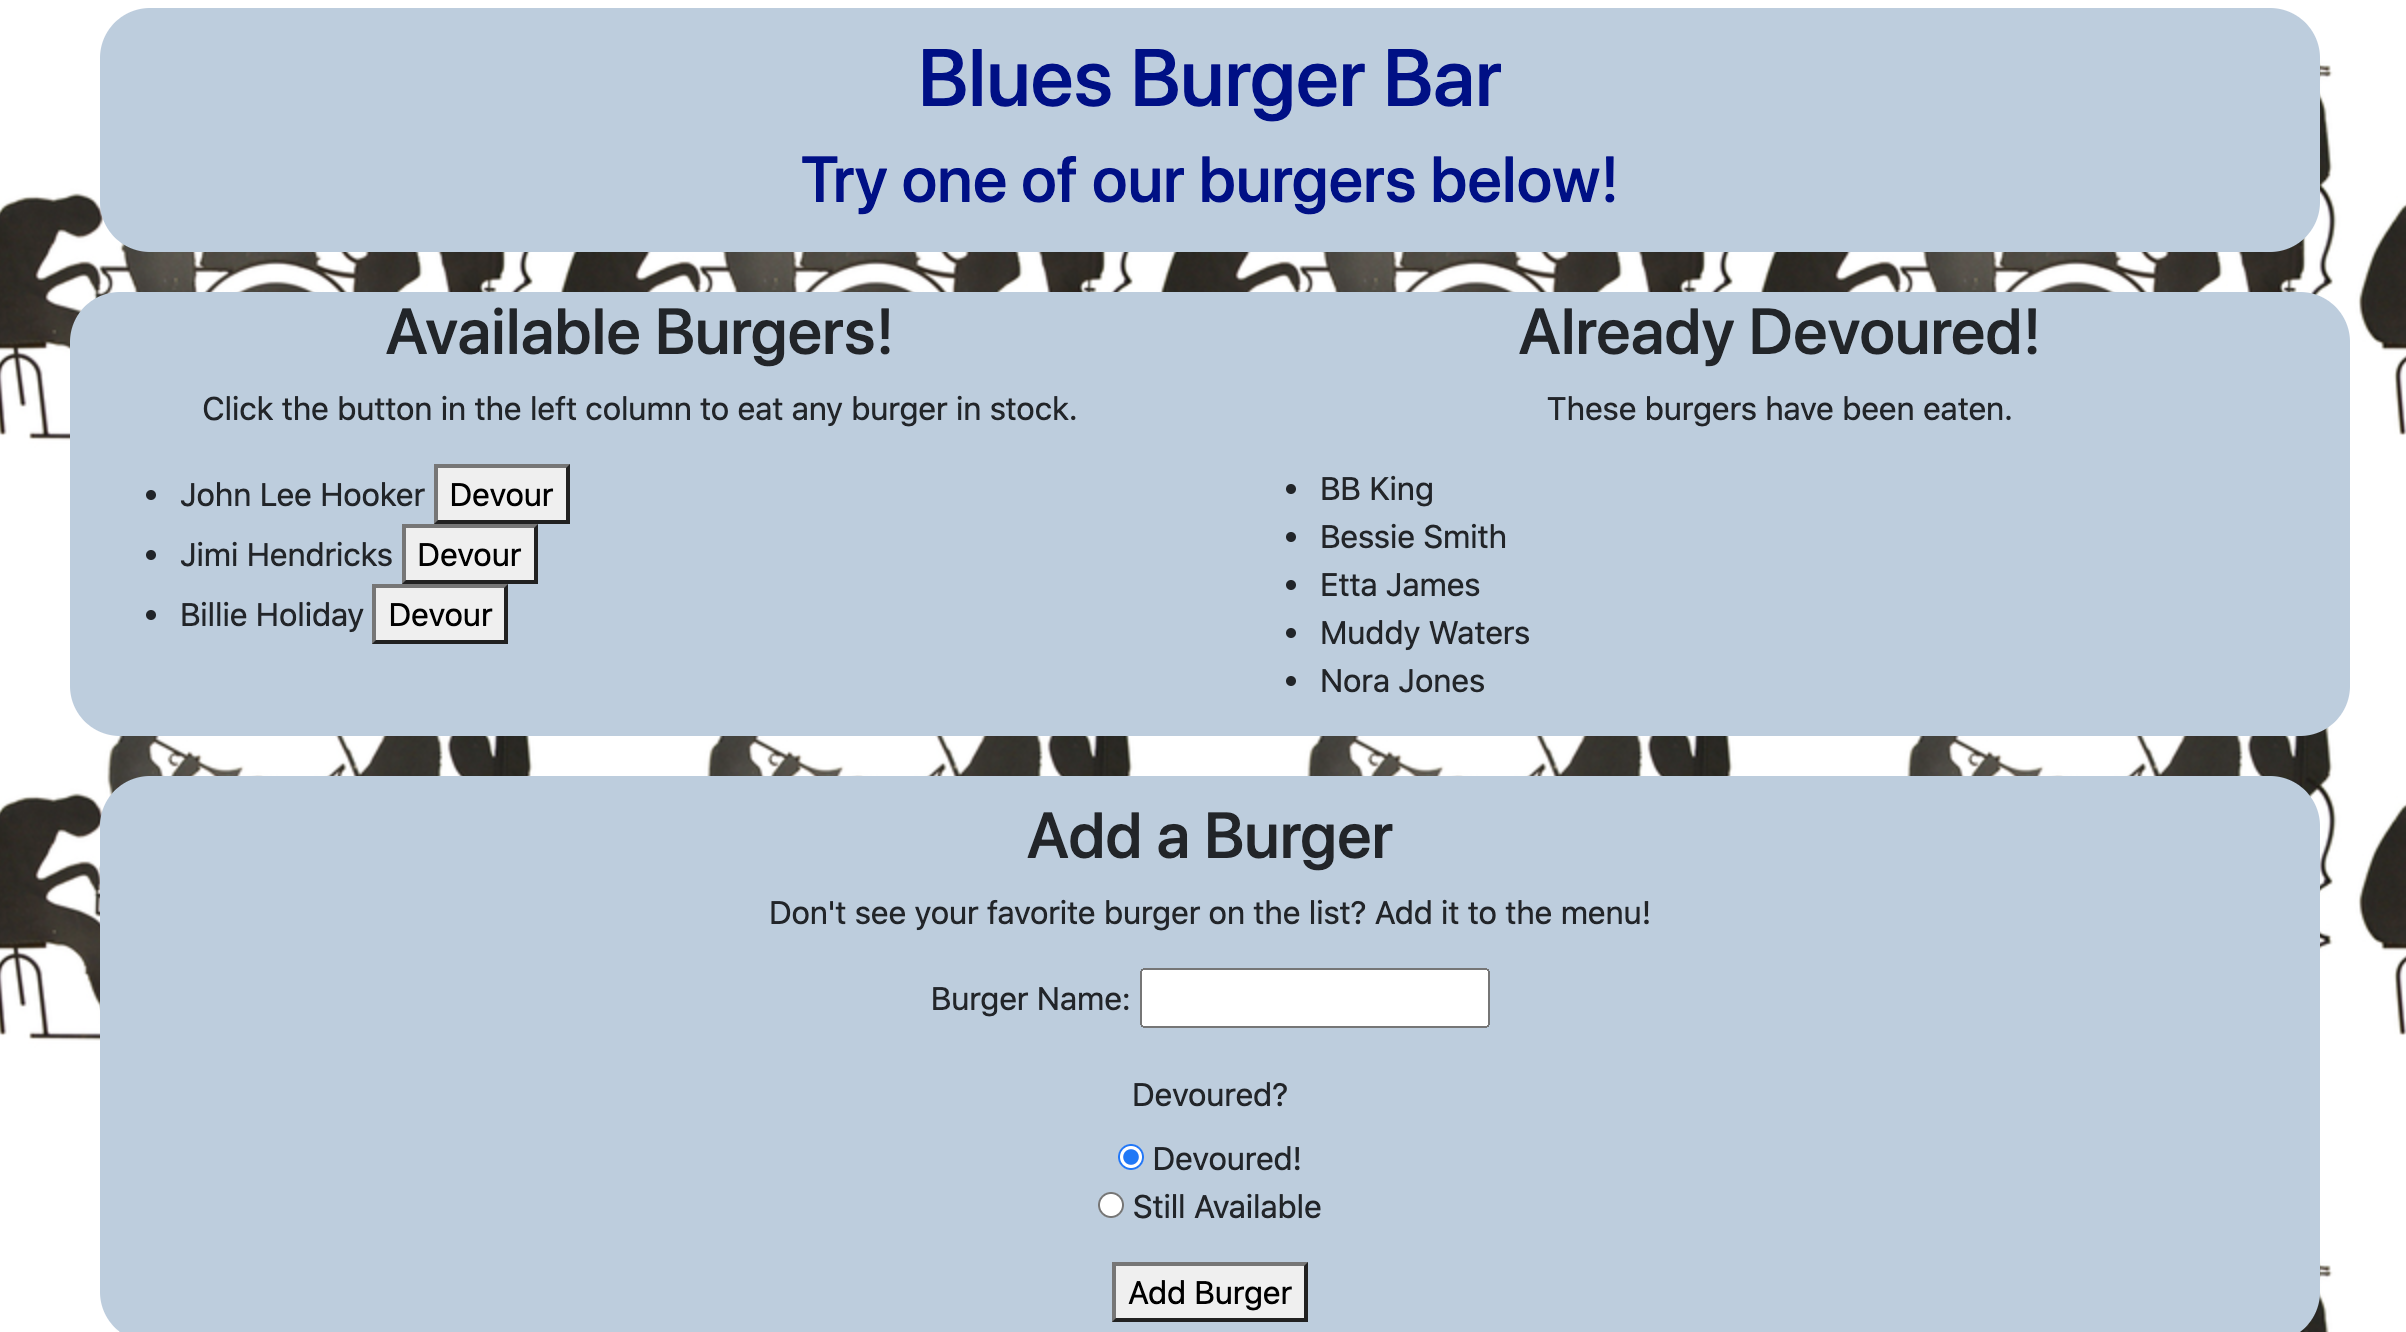 Blues Burger Bar
Try one of our burgers below!
Available Burgers!
Click the button in the left column to eat any burger in stock.
• John Lee Hooker Devour
• Jimi Hendricks Devour
• Billie Holiday Devour
Already Devoured!
These burgers have been eaten.
• BB King
• Bessie Smith
• Etta James
• Muddy Waters
• Nora Jones
Add a Burger
Don't see your favorite burger on the list? Add it to the menu!
Burger Name:
Devoured?
Devoured!
Still Available
Add Burger